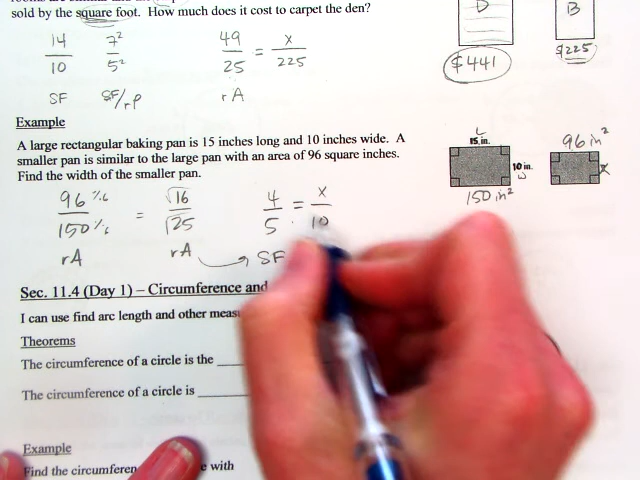 sold by the square foot. How much does it cost to carpet the den?
D B
$441 $225
14/10 7²/5² 49/25 = x/225
SF SF/rP rA
Example
A large rectangular baking pan is 15 inches long and 10 inches wide. A
smaller pan is similar to the large pan with an area of 96 square inches.
Find the width of the smaller pan.
L
15 in. 96 in²
10 in. x
W
150 in²
96 ÷6/150 ÷6 = √16/√25 4/5 = x/10
rA rA → SF
Sec. 11.4 (Day 1) – Circumference and
I can use find arc length and other meas
Theorems
The circumference of a circle is the
The circumference of a circle is
Example
Find the circumferen e with